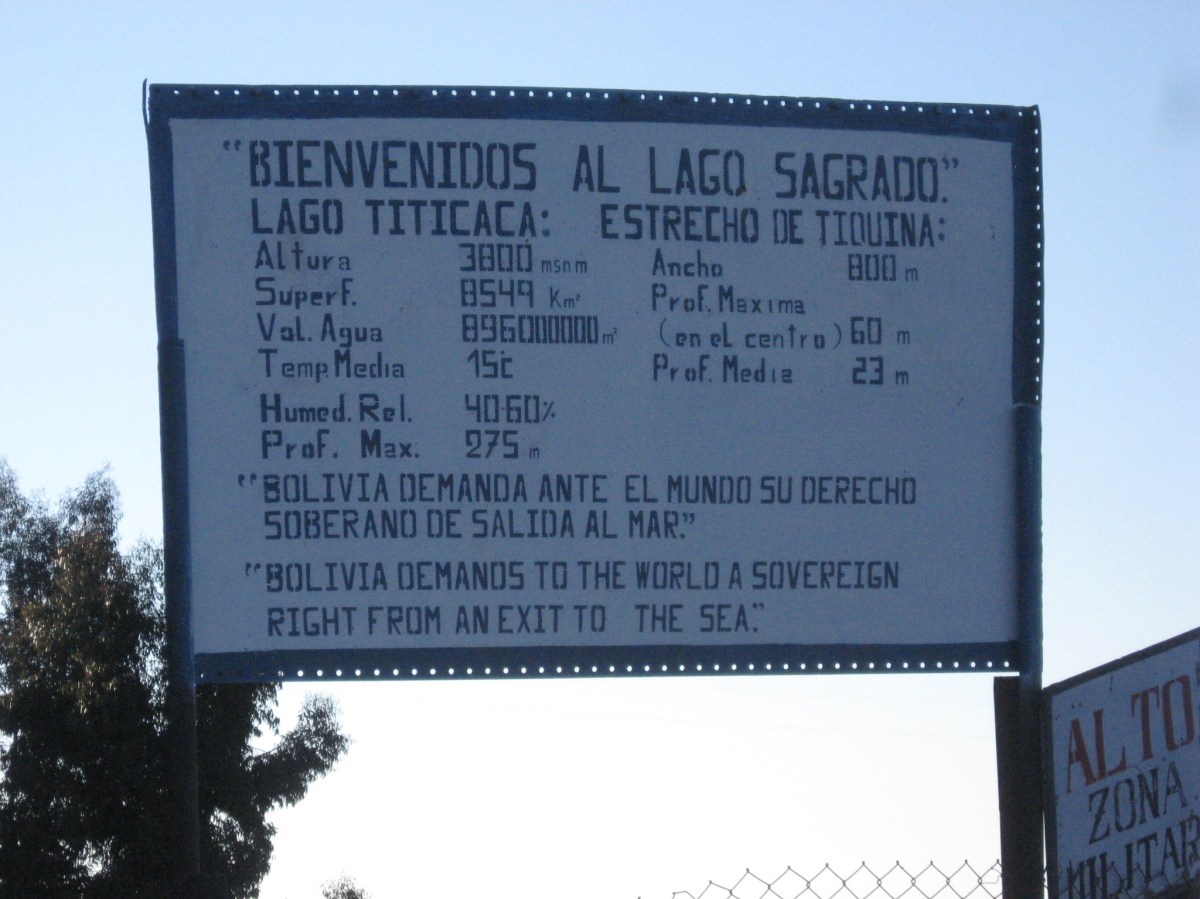 "BIENVENIDOS AL LAGO SAGRADO."
LAGO TITICACA: ESTRECHO DE TIQUINA:
Altura 3800 msnm Ancho 800 m
Superf. 8549 Km² Prof. Maxima
Vol. Agua 896000000 m³ (en el centro) 60 m
Temp. Media 15c Prof. Media 23 m
Humed. Rel. 40-60%
Prof. Max. 275 m
"BOLIVIA DEMANDA ANTE EL MUNDO SU DERECHO
SOBERANO DE SALIDA AL MAR."
"BOLIVIA DEMANDS TO THE WORLD A SOVEREIGN
RIGHT FROM AN EXIT TO THE SEA."
ALTO
ZONA
MILITAR